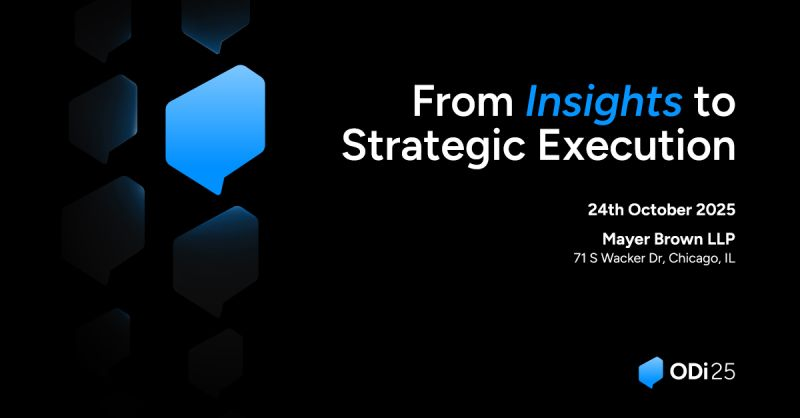 From Insights to
Strategic Execution
24th October 2025
Mayer Brown LLP
71 S Wacker Dr, Chicago, IL
ODi25